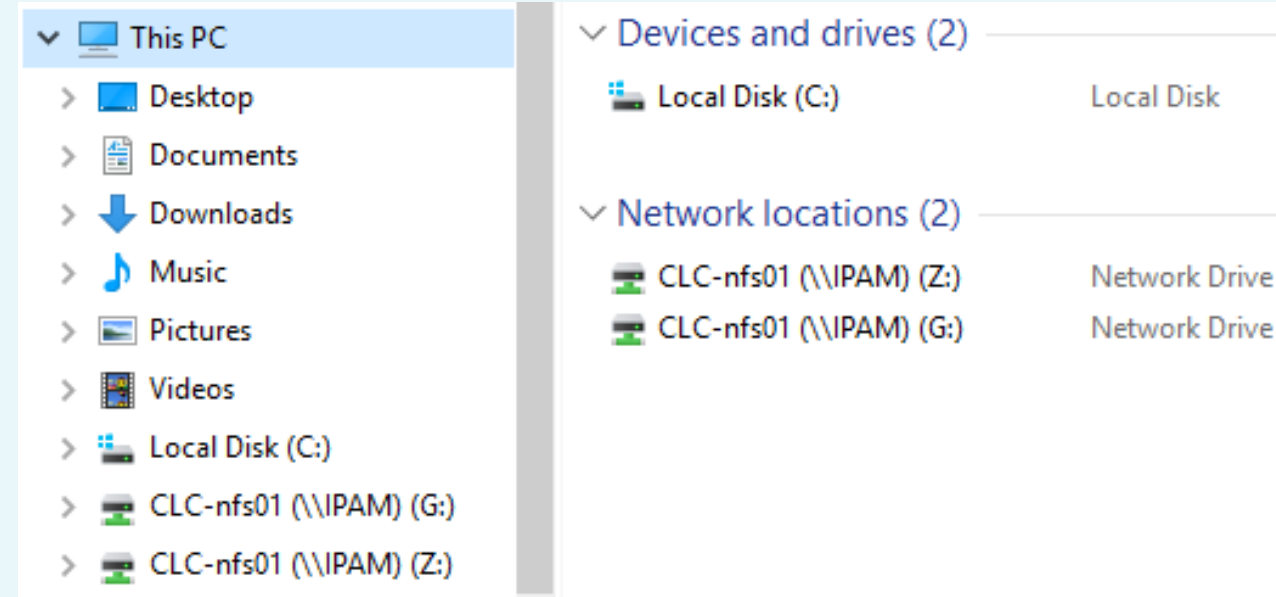 This PC
Desktop
Documents
Downloads
Music
Pictures
Videos
Local Disk (C:)
CLC-nfs01 (\\IPAM) (G:)
CLC-nfs01 (\\IPAM) (Z:)
Devices and drives (2)
Local Disk (C:) Local Disk
Network locations (2)
CLC-nfs01 (\\IPAM) (Z:) Network Drive
CLC-nfs01 (\\IPAM) (G:) Network Drive